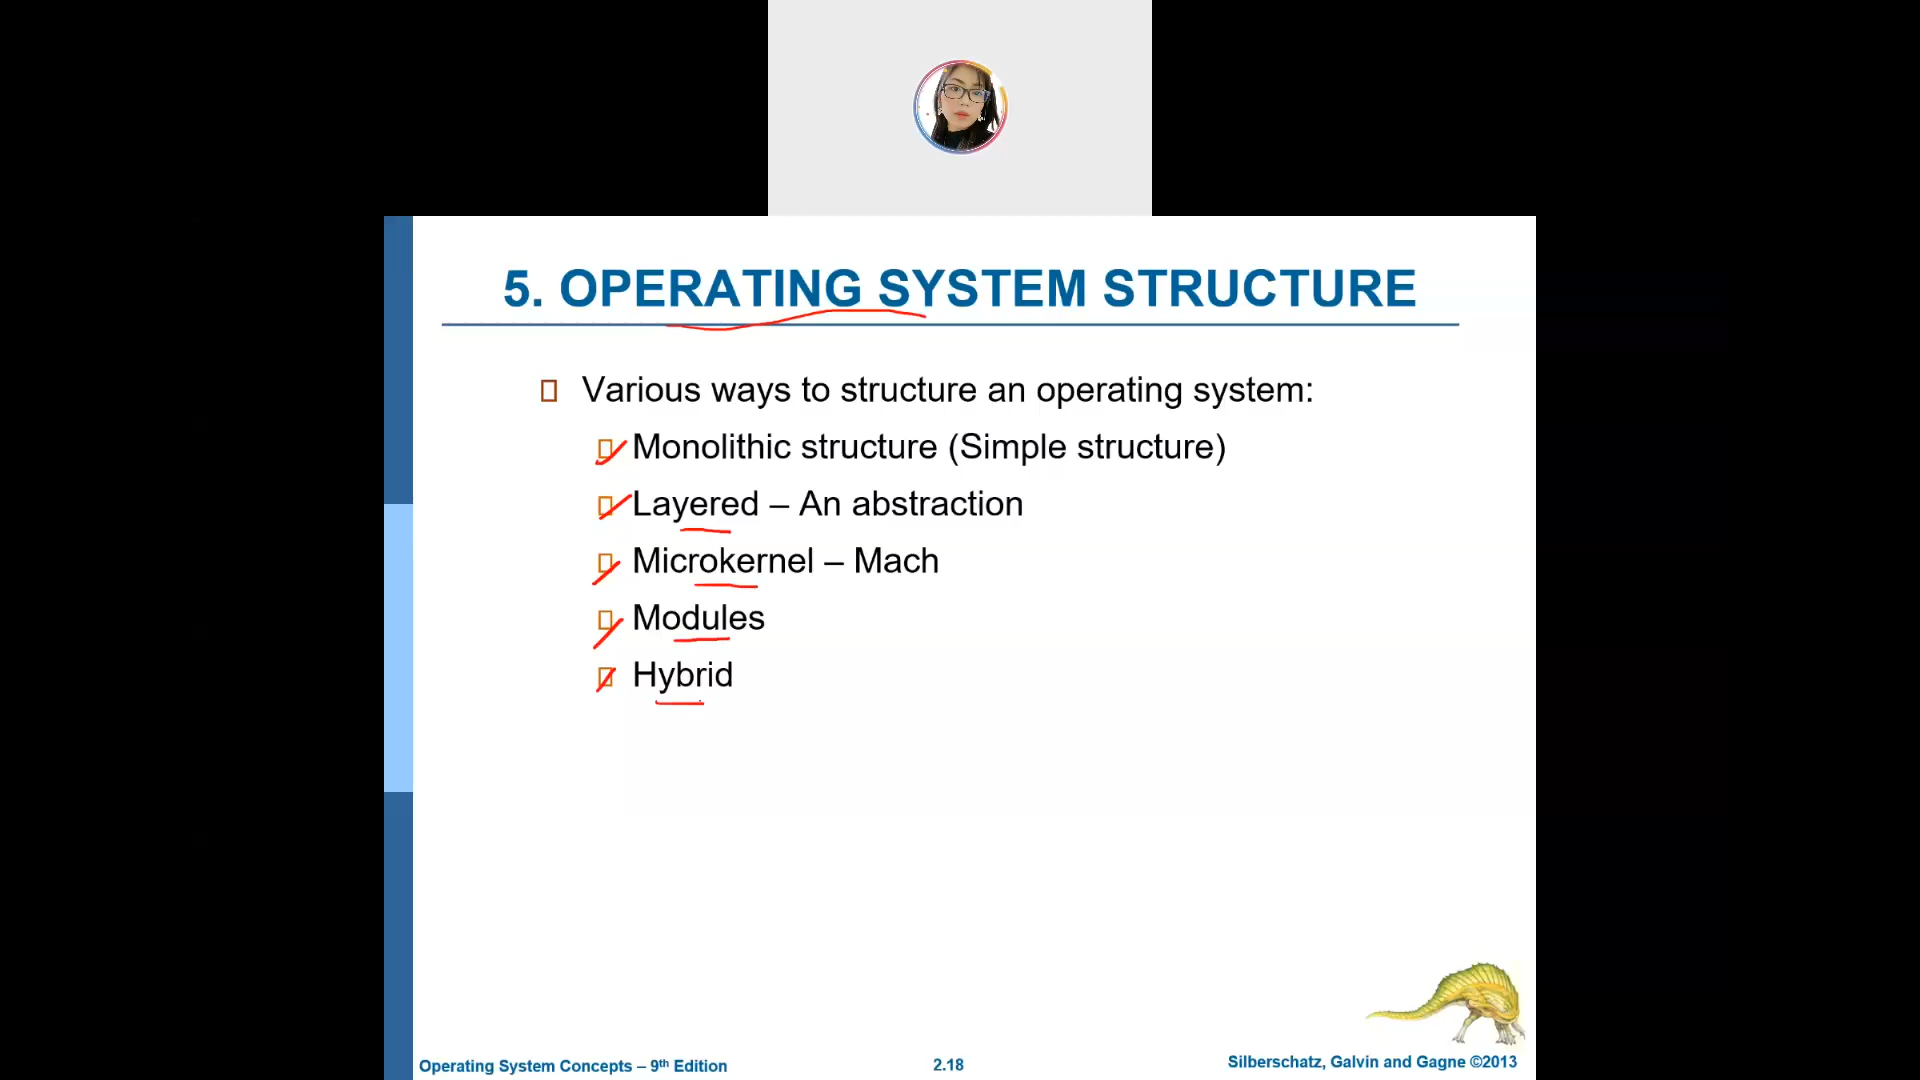 5. OPERATING SYSTEM STRUCTURE
Various ways to structure an operating system:
Monolithic structure (Simple structure)
Layered – An abstraction
Microkernel – Mach
Modules
Hybrid
Operating System Concepts – 9th Edition
2.18
Silberschatz, Galvin and Gagne ©2013